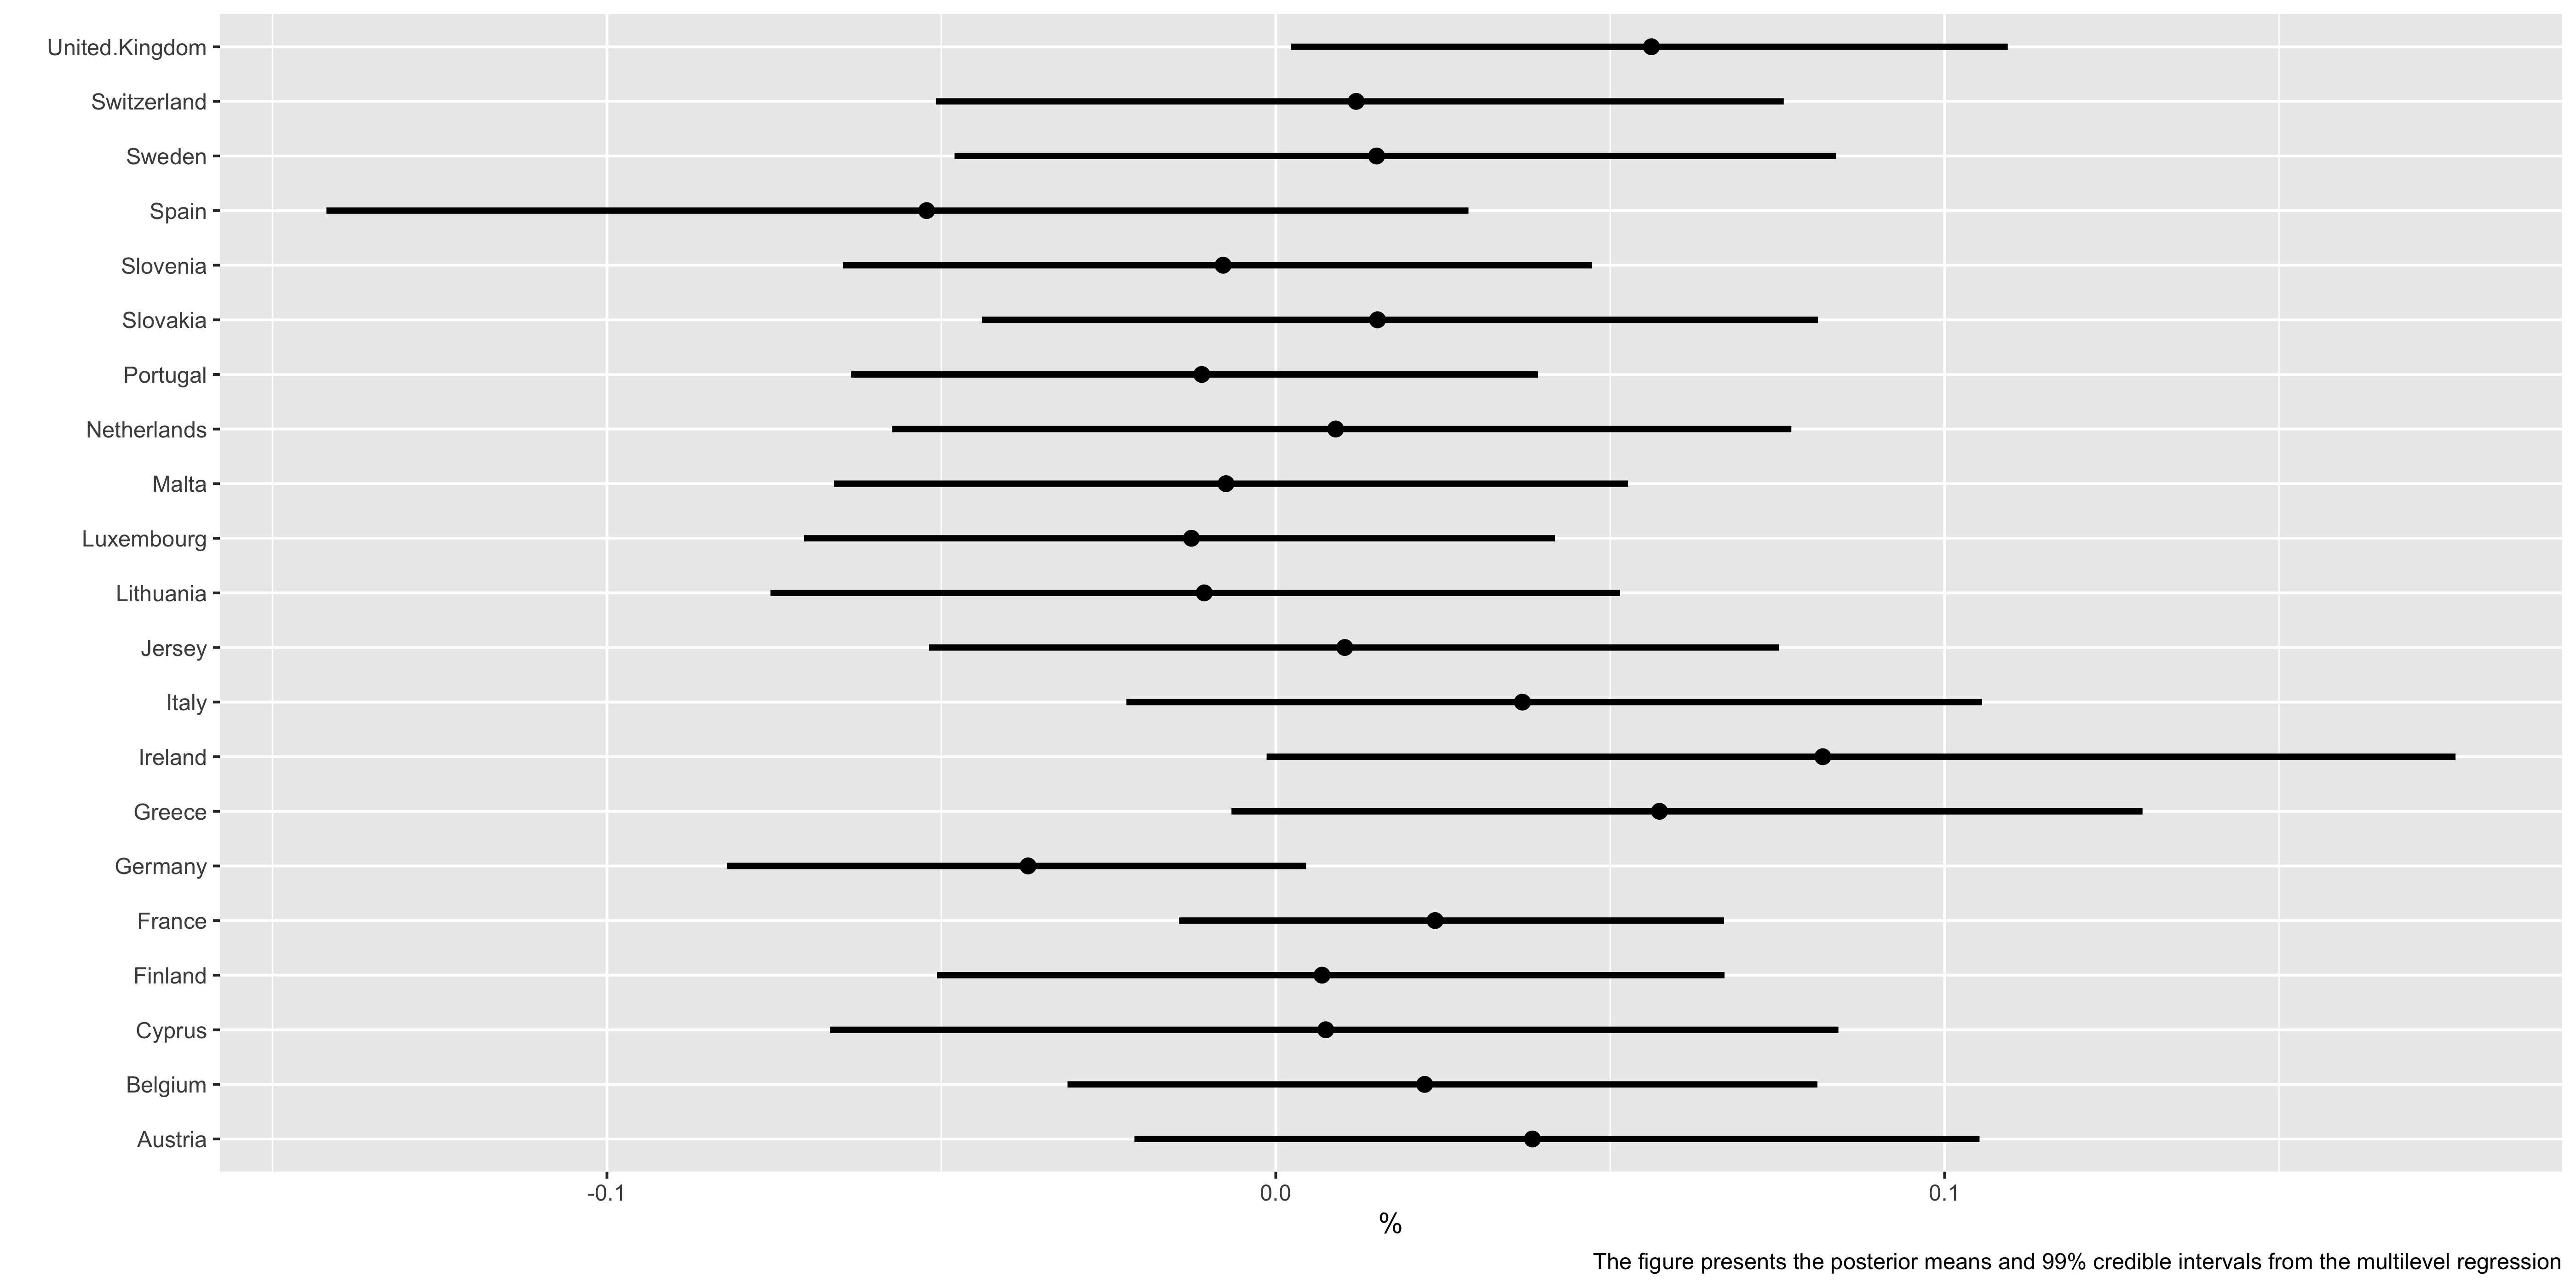 United.Kingdom
Switzerland
Sweden
Spain
Slovenia
Slovakia
Portugal
Netherlands
Malta
Luxembourg
Lithuania
Jersey
Italy
Ireland
Greece
Germany
France
Finland
Cyprus
Belgium
Austria
-0.1 0.0 0.1
%
The figure presents the posterior means and 99% credible intervals from the multilevel regression